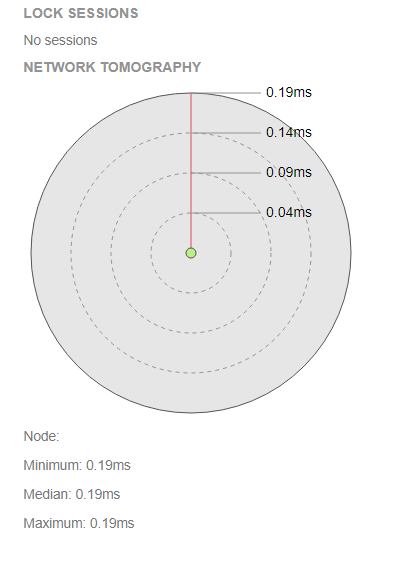 LOCK SESSIONS
No sessions
NETWORK TOMOGRAPHY
0.19ms
0.14ms
0.09ms
0.04ms
Node:
Minimum: 0.19ms
Median: 0.19ms
Maximum: 0.19ms